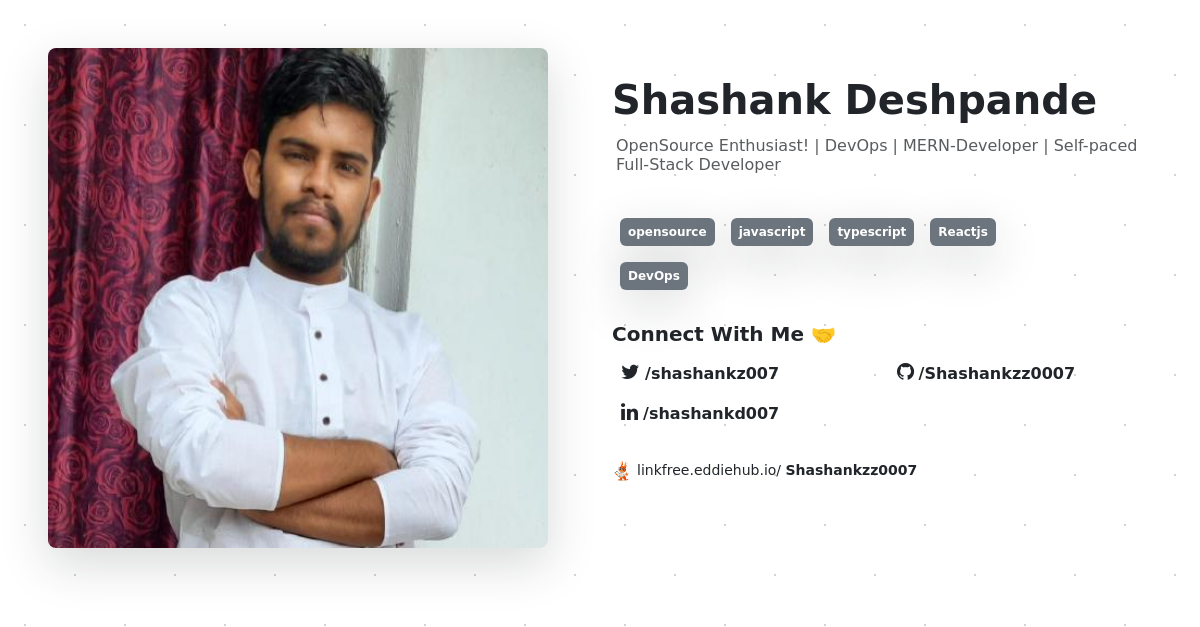 Shashank Deshpande
OpenSource Enthusiast! | DevOps | MERN-Developer | Self-paced
Full-Stack Developer
opensource javascript typescript Reactjs
DevOps
Connect With Me 🤝
/shashankz007 /Shashankzz0007
/shashankd007
linkfree.eddiehub.io/ Shashankzz0007